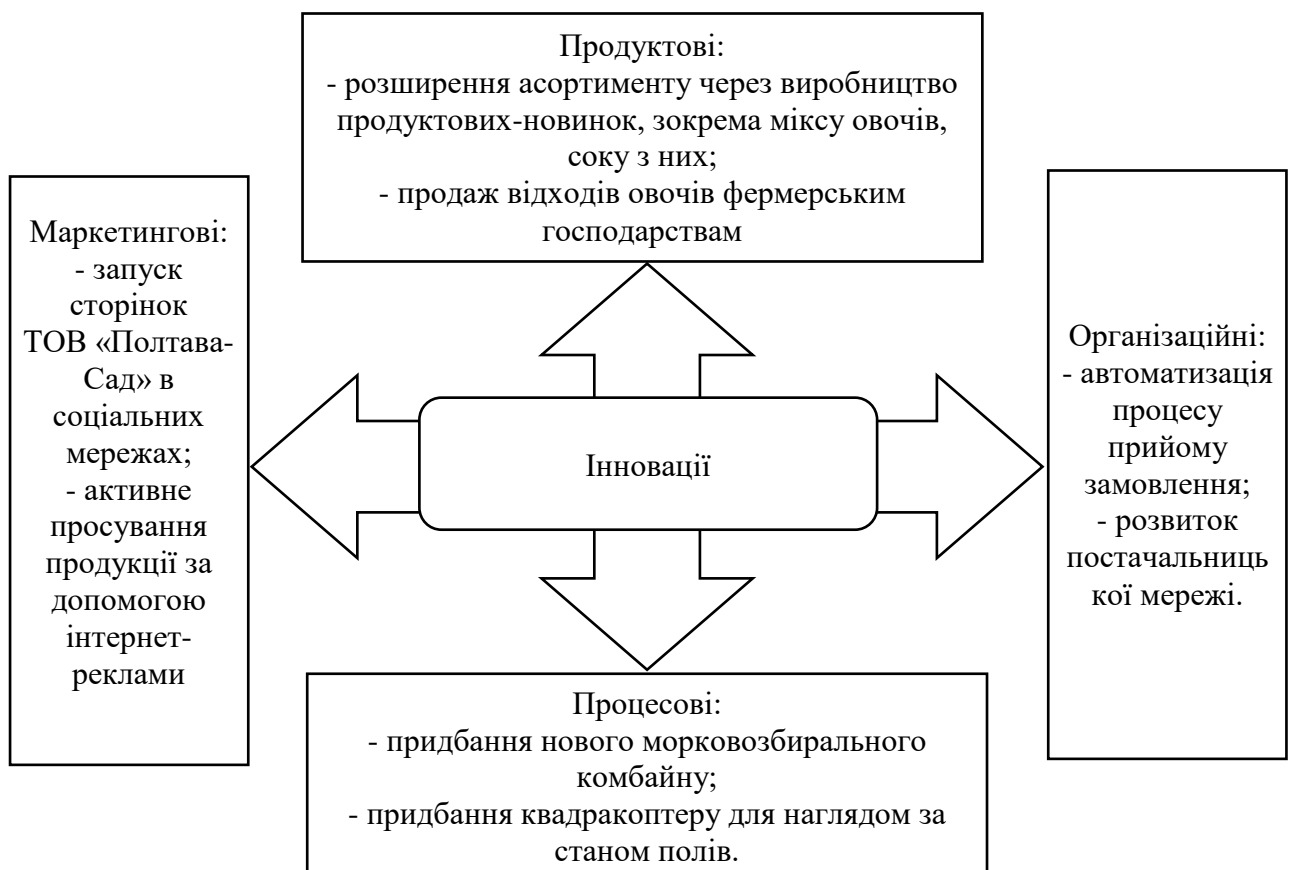 Продуктові:
- розширення асортименту через виробництво
продуктових-новинок, зокрема міксу овочів,
соку з них;
- продаж відходів овочів фермерським
господарствам
Маркетингові:
- запуск
сторінок
ТОВ «Полтава-
Сад» в
соціальних
мережах;
- активне
просування
продукції за
допомогою
інтернет-
реклами
Інновації
Організаційні:
- автоматизація
процесу
прийому
замовлення;
- розвиток
постачальниць
кої мережі.
Процесові:
- придбання нового морковозбирального
комбайну;
- придбання квадракоптеру для наглядом за
станом полів.